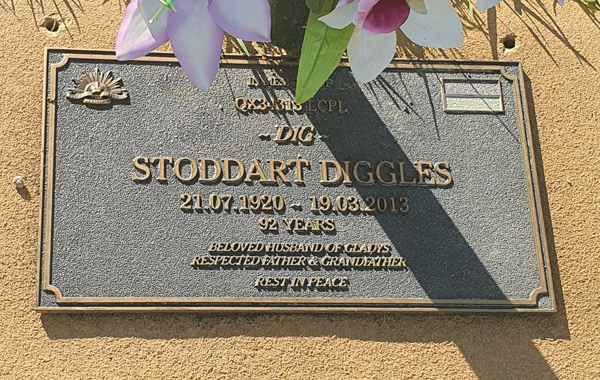 LCPL
~ DIG ~
STODDART DIGGLES
21.07.1920 ~ 19.03.2013
92 YEARS
BELOVED HUSBAND OF GLADYS
RESPECTED FATHER & GRANDFATHER
REST IN PEACE